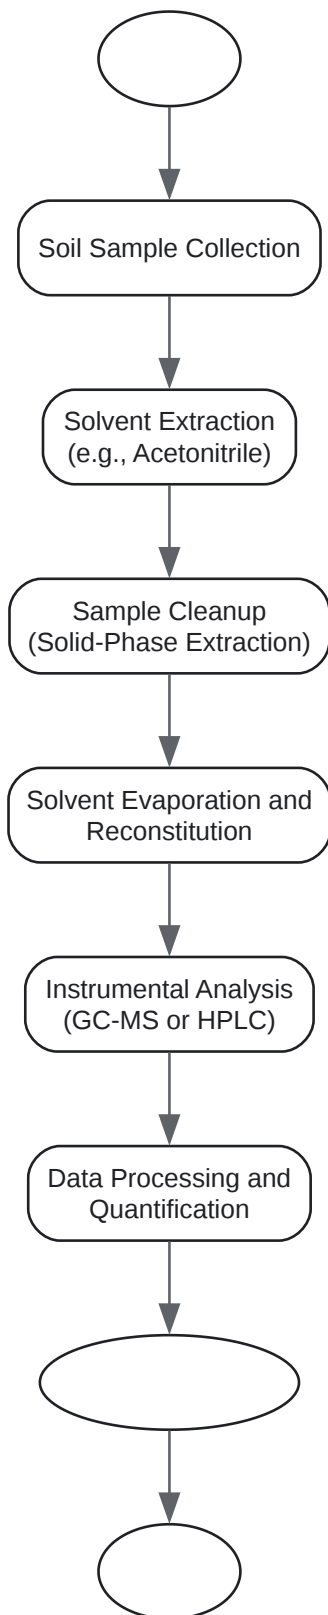 Soil Sample Collection
Solvent Extraction
(e.g., Acetonitrile)
Sample Cleanup
(Solid-Phase Extraction)
Solvent Evaporation and
Reconstitution
Instrumental Analysis
(GC-MS or HPLC)
Data Processing and
Quantification